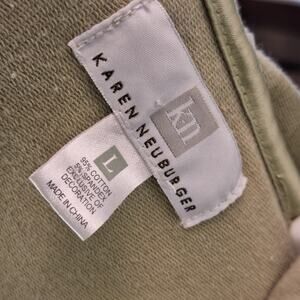 kn
KAREN NEUBURGER
L
95% COTTON
5% SPANDEX
EXCLUSIVE OF
DECORATION
MADE IN CHINA